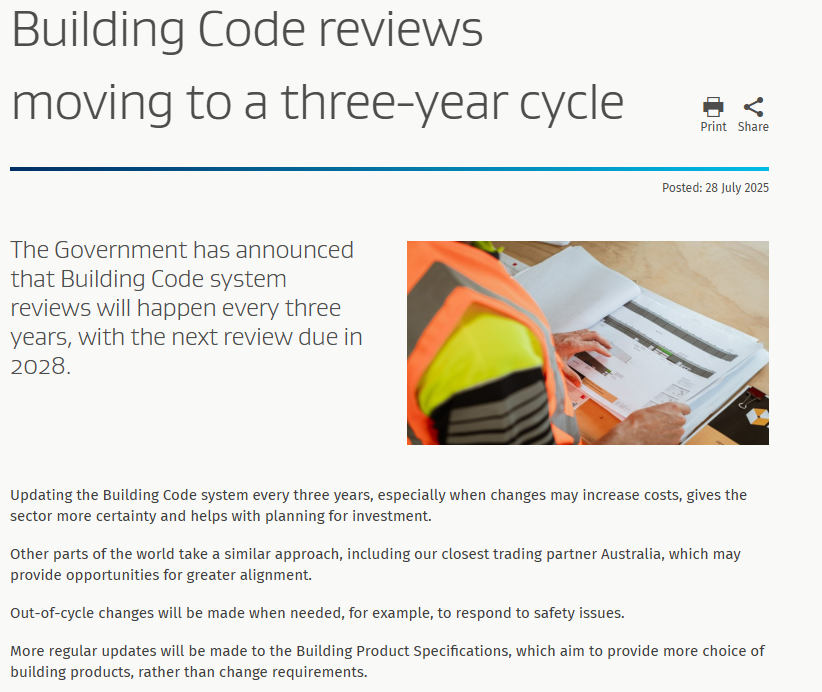 Building Code reviews
moving to a three-year cycle
Print
Share
Posted: 28 July 2025
The Government has announced
that Building Code system
reviews will happen every three
years, with the next review due in
2028.
Updating the Building Code system every three years, especially when changes may increase costs, gives the
sector more certainty and helps with planning for investment.
Other parts of the world take a similar approach, including our closest trading partner Australia, which may
provide opportunities for greater alignment.
Out-of-cycle changes will be made when needed, for example, to respond to safety issues.
More regular updates will be made to the Building Product Specifications, which aim to provide more choice of
building products, rather than change requirements.